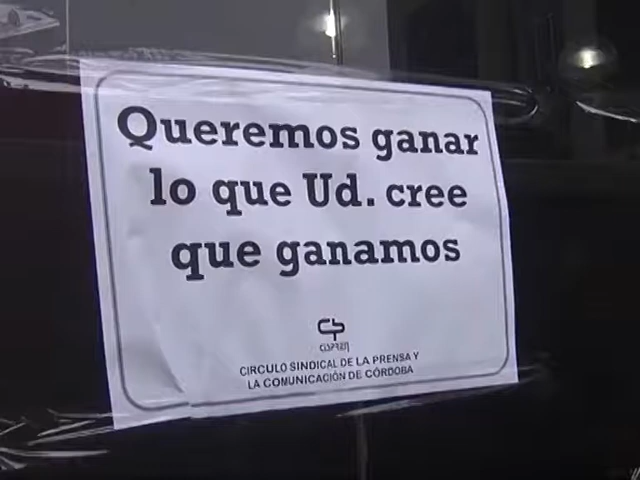 Queremos ganar
lo que Ud. cree
que ganamos
CISPREN
CIRCULO SINDICAL DE LA PRENSA Y
LA COMUNICACIÓN DE CÓRDOBA